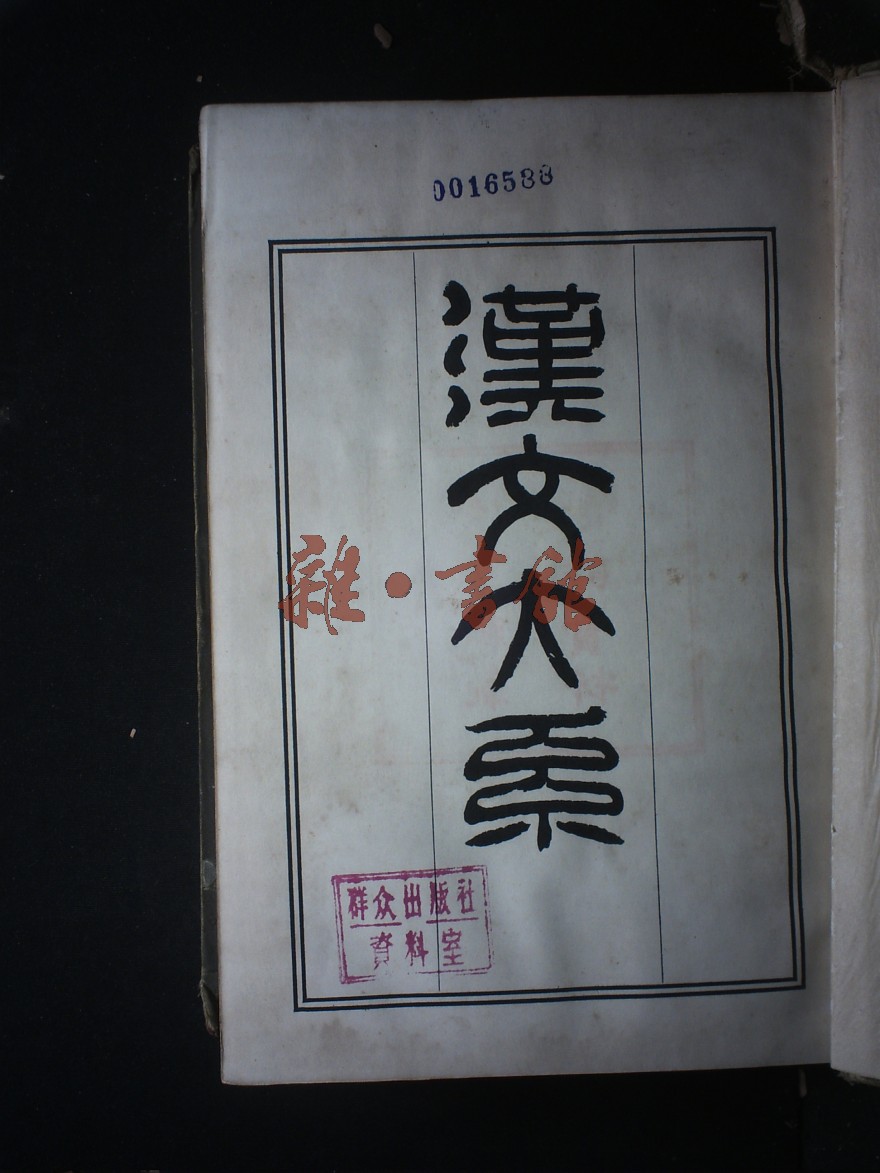 0016588
漢文大系
雜·書館
群众出版社
資料室